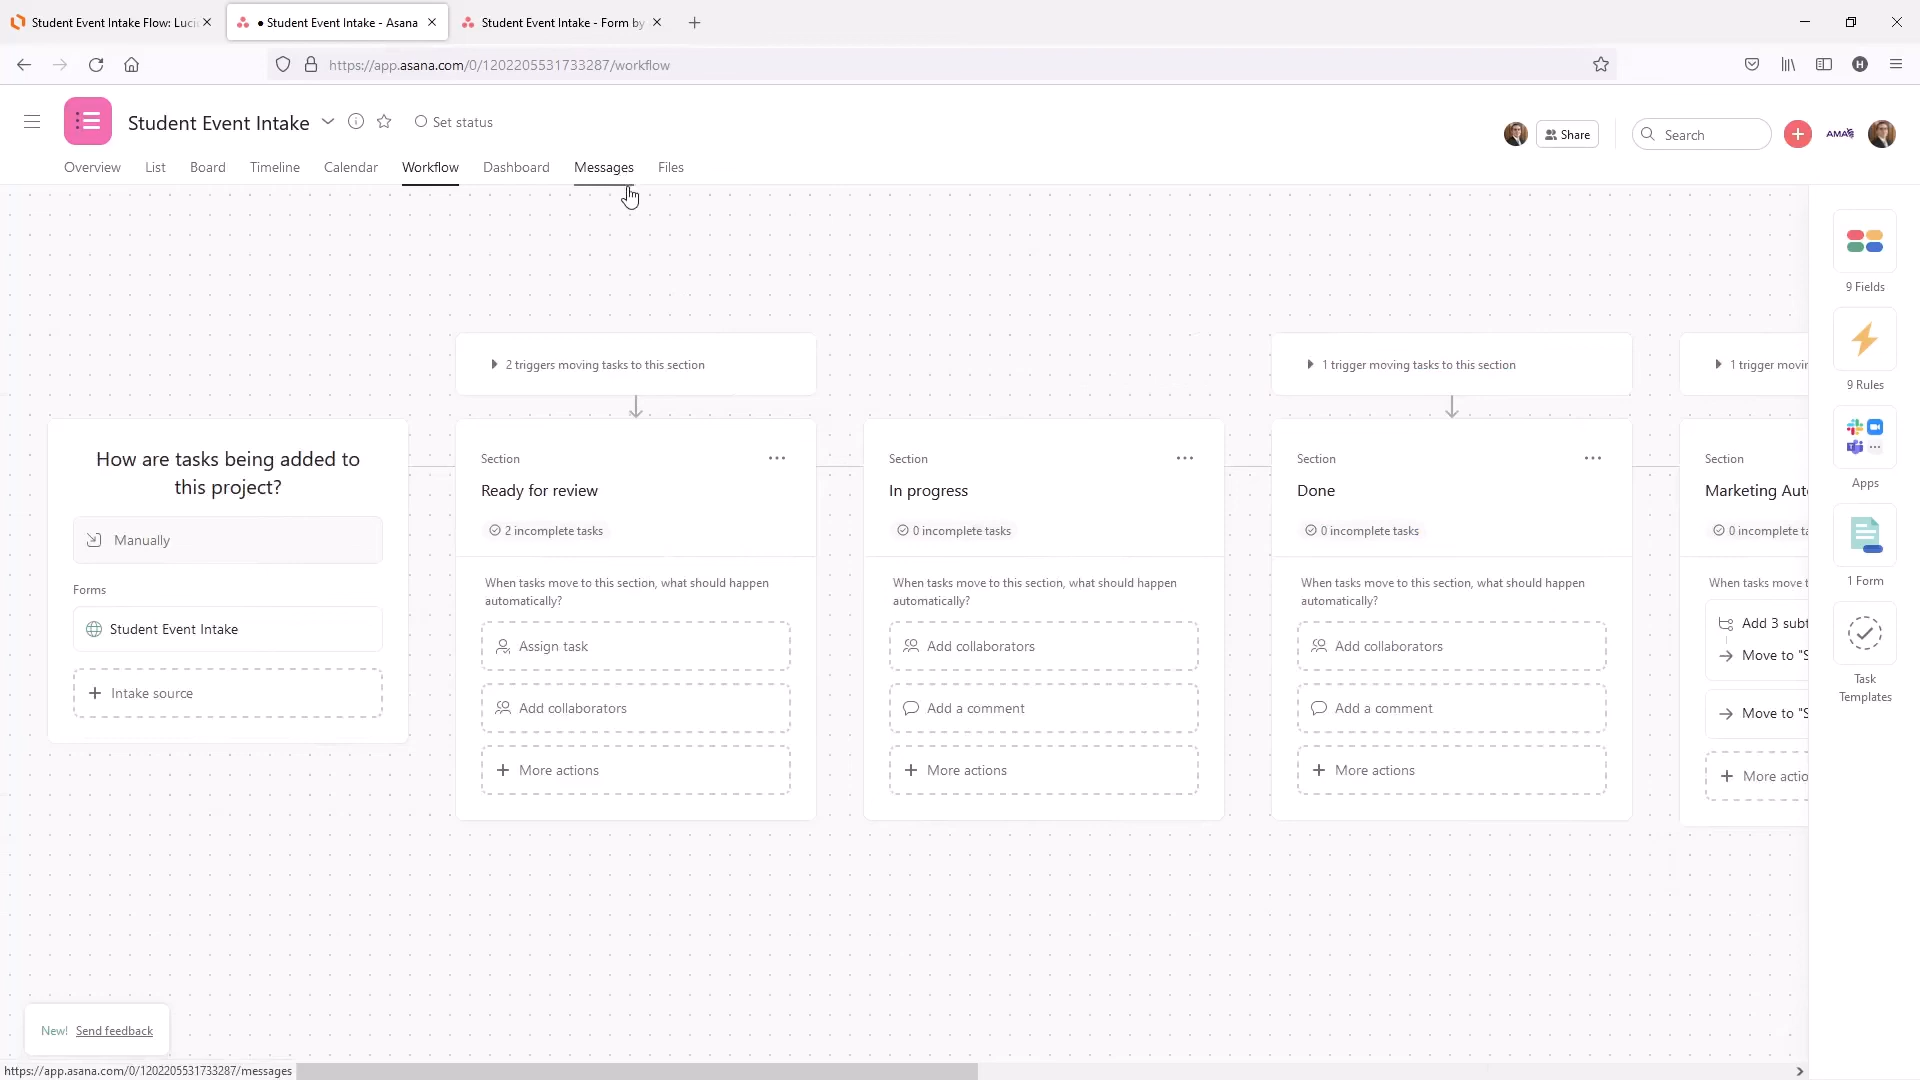 Student Event Intake Flow: Luci
• Student Event Intake - Asana
Student Event Intake - Form by
https://app.asana.com/0/1202205531733287/workflow
H
Student Event Intake
Set status
Share
Search
AMA
Overview
List
Board
Timeline
Calendar
Workflow
Dashboard
Messages
Files
2 triggers moving tasks to this section
1 trigger moving tasks to this section
1 trigger movin
How are tasks being added to
this project?
Manually
Forms
Student Event Intake
+ Intake source
Section
Ready for review
2 incomplete tasks
When tasks move to this section, what should happen
automatically?
Assign task
Add collaborators
+ More actions
Section
In progress
0 incomplete tasks
When tasks move to this section, what should happen
automatically?
Add collaborators
Add a comment
+ More actions
Section
Done
0 incomplete tasks
When tasks move to this section, what should happen
automatically?
Add collaborators
Add a comment
+ More actions
Section
Marketing Auto
0 incomplete ta
When tasks move t
Add 3 subt
Move to "S
Move to "S
+ More actio
9 Fields
9 Rules
Apps
1 Form
Task
Templates
New! Send feedback
https://app.asana.com/0/1202205531733287/messages